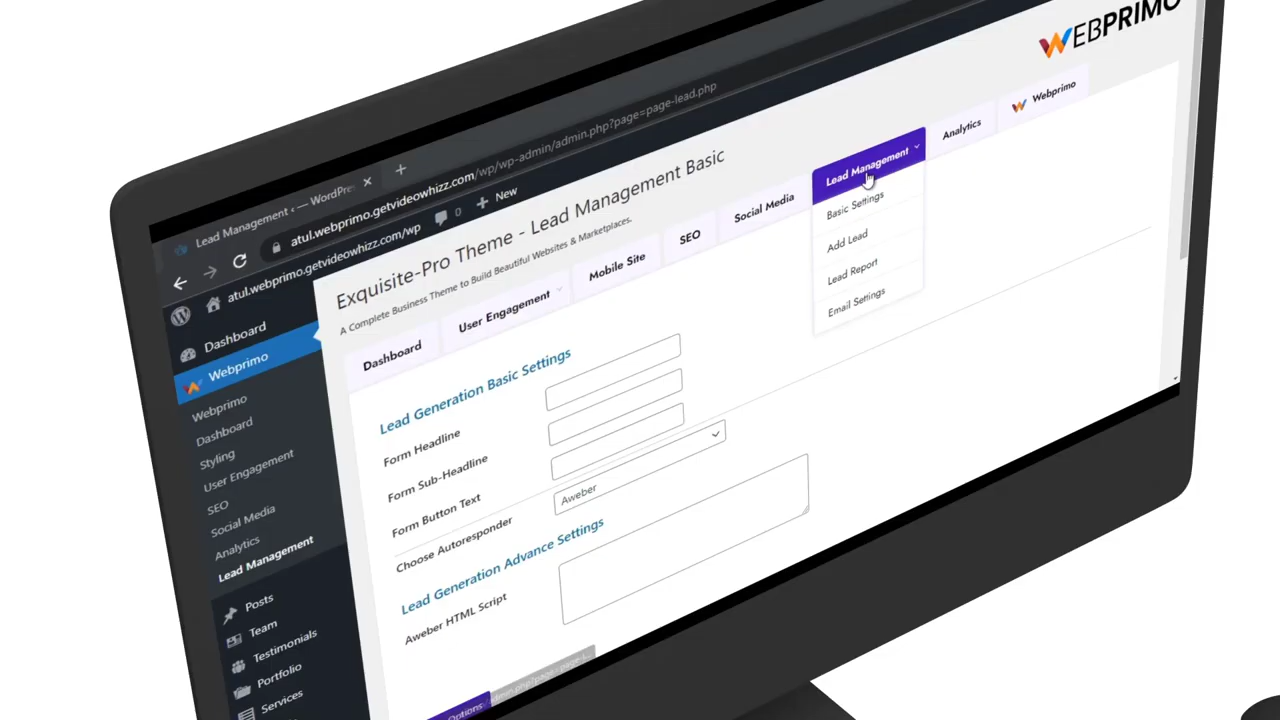 WEBPRIMO
Lead Management ‹ — WordPre
atul.webprimo.getvideowhizz.com/wp/wp-admin/admin.php?page=page-lead.php
atul.webprimo.getvideowhizz.com/wp
0
New
Dashboard
Webprimo
Webprimo
Dashboard
Styling
User Engagement
SEO
Social Media
Analytics
Lead Management
Posts
Team
Testimonials
Portfolio
Services
Exquisite-Pro Theme - Lead Management Basic
A Complete Business Theme to Build Beautiful Websites & Marketplaces.
Dashboard
User Engagement
Mobile Site
SEO
Social Media
Lead Management
Analytics
Webprimo
Basic Settings
Add Lead
Lead Report
Email Settings
Lead Generation Basic Settings
Form Headline
Form Sub-Headline
Form Button Text
Choose Autoresponder
Aweber
Lead Generation Advance Settings
Aweber HTML Script
Options